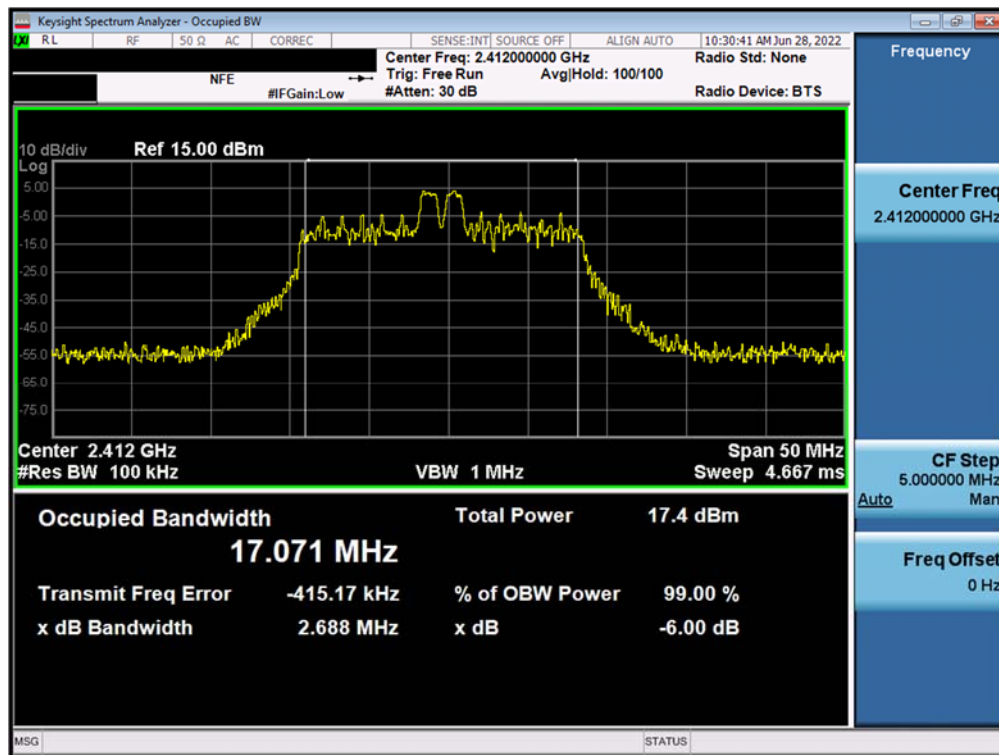 Keysight Spectrum Analyzer - Occupied BW
LXI RL RF 50 Ω AC CORREC SENSE:INT SOURCE OFF ALIGN AUTO 10:30:41 AM Jun 28, 2022
Center Freq: 2.412000000 GHz Radio Std: None
NFE Trig: Free Run Avg|Hold: 100/100
#IFGain:Low #Atten: 30 dB Radio Device: BTS
Frequency
10 dB/div Ref 15.00 dBm
Log
5.00
-5.00
-15.0
-25.0
-35.0
-45.0
-55.0
-65.0
-75.0
Center 2.412 GHz Span 50 MHz
#Res BW 100 kHz VBW 1 MHz Sweep 4.667 ms
Center Freq
2.412000000 GHz
CF Step
5.000000 MHz
Auto Man
Freq Offset
0 Hz
Occupied Bandwidth Total Power 17.4 dBm
17.071 MHz
Transmit Freq Error -415.17 kHz % of OBW Power 99.00 %
x dB Bandwidth 2.688 MHz x dB -6.00 dB
MSG STATUS